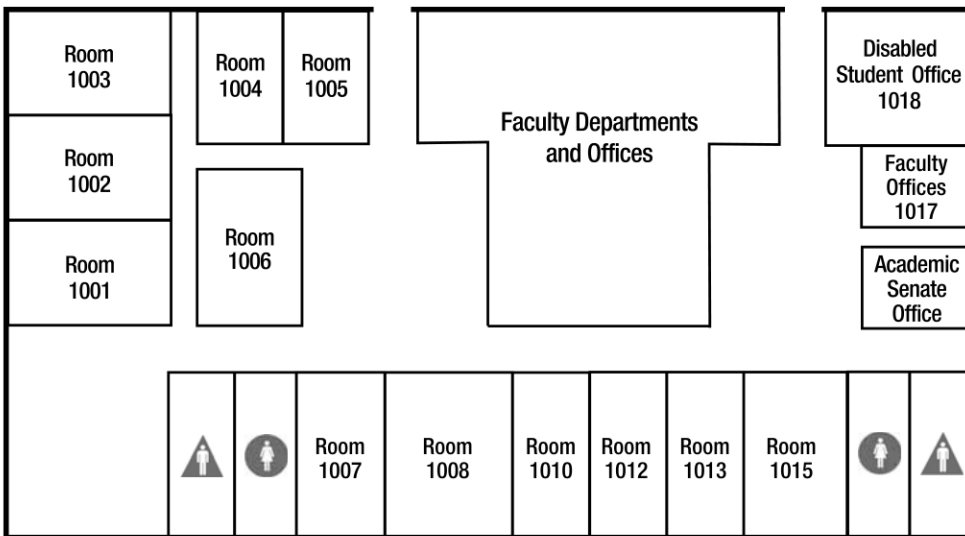 Room
1003
Room
1004
Room
1005
Disabled
Student Office
1018
Faculty Departments
and Offices
Room
1002
Faculty
Offices
1017
Room
1006
Room
1001
Academic
Senate
Office
Room
1007
Room
1008
Room
1010
Room
1012
Room
1013
Room
1015